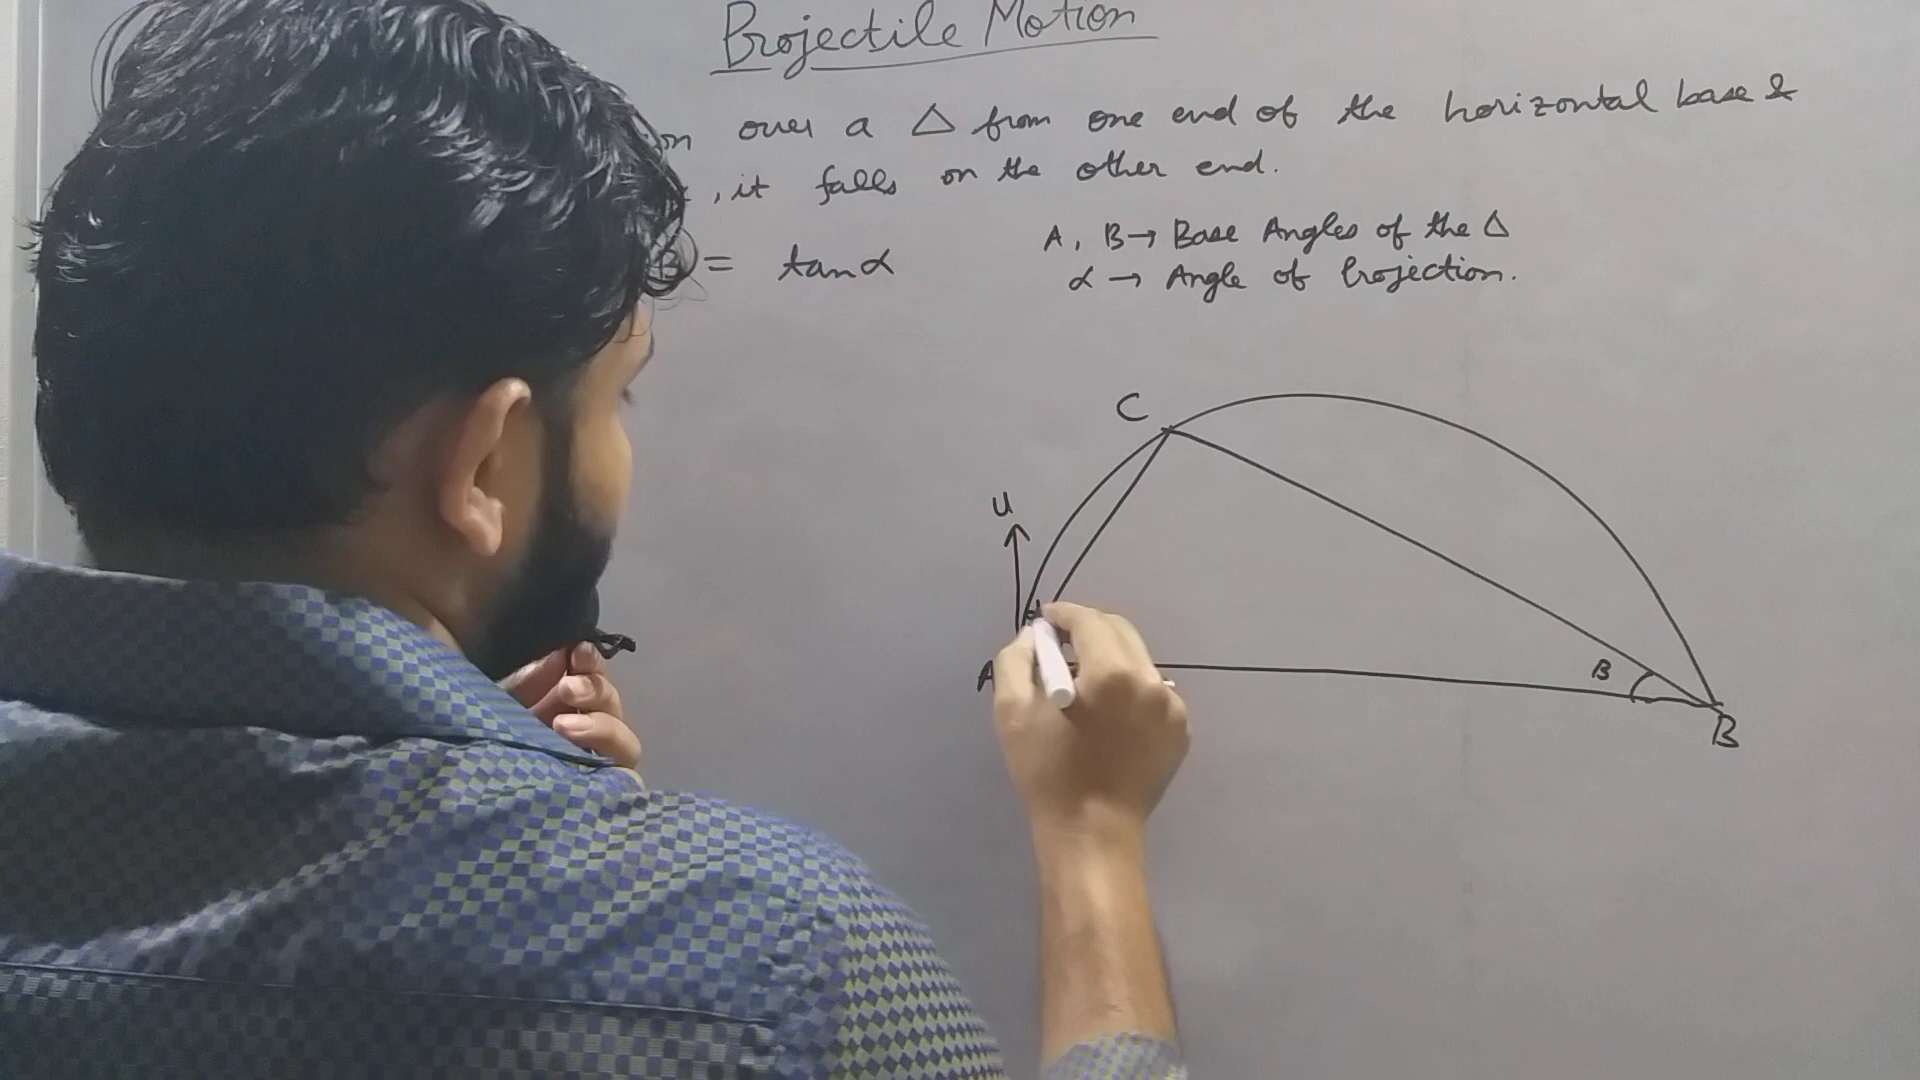 Projectile Motion
over a △ from one end of the horizontal base &
, it falls on the other end.
B) = tanα
A, B → Base Angles of the △
α → Angle of Projection.
C
u
α
A
B
B